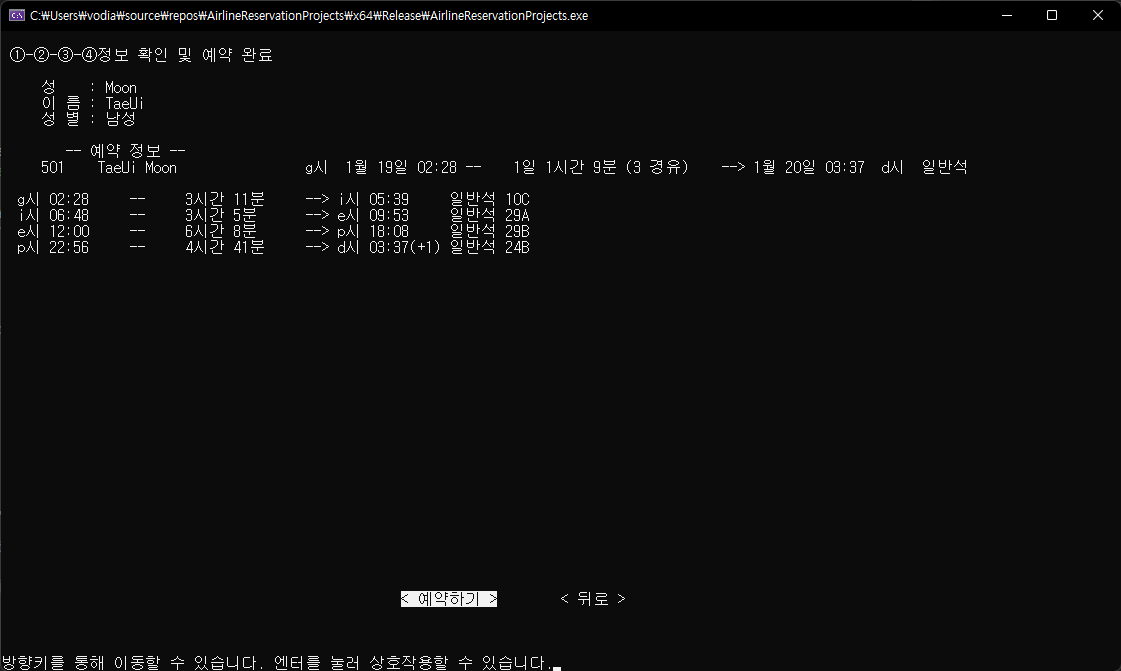 C:\Users\vodia\source\repos\AirlineReservationProjects\x64\Release\AirlineReservationProjects.exe
①-②-③-④정보 확인 및 예약 완료
성 : Moon
이 름 : TaeUi
성 별 : 남성
-- 예약 정보 --
501 TaeUi Moon g시 1월 19일 02:28 -- 1일 1시간 9분 (3 경유) --> 1월 20일 03:37 d시 일반석
g시 02:28 -- 3시간 11분 --> i시 05:39 일반석 10C
i시 06:48 -- 3시간 5분 --> e시 09:53 일반석 29A
e시 12:00 -- 6시간 8분 --> p시 18:08 일반석 29B
p시 22:56 -- 4시간 41분 --> d시 03:37(+1) 일반석 24B
< 예약하기 > < 뒤로 >
방향키를 통해 이동할 수 있습니다. 엔터를 눌러 상호작용할 수 있습니다.